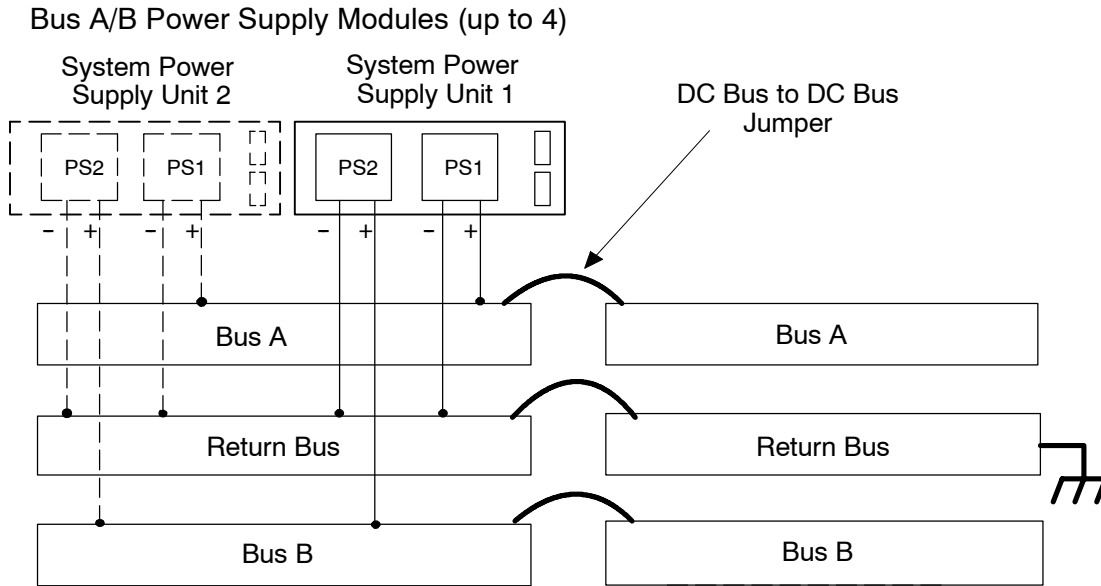 Bus A/B Power Supply Modules (up to 4)
System Power
Supply Unit 2
System Power
Supply Unit 1
DC Bus to DC Bus
Jumper
PS2
PS1
PS2
PS1
- + - +
- + - +
Bus A
Bus A
Return Bus
Return Bus
Bus B
Bus B